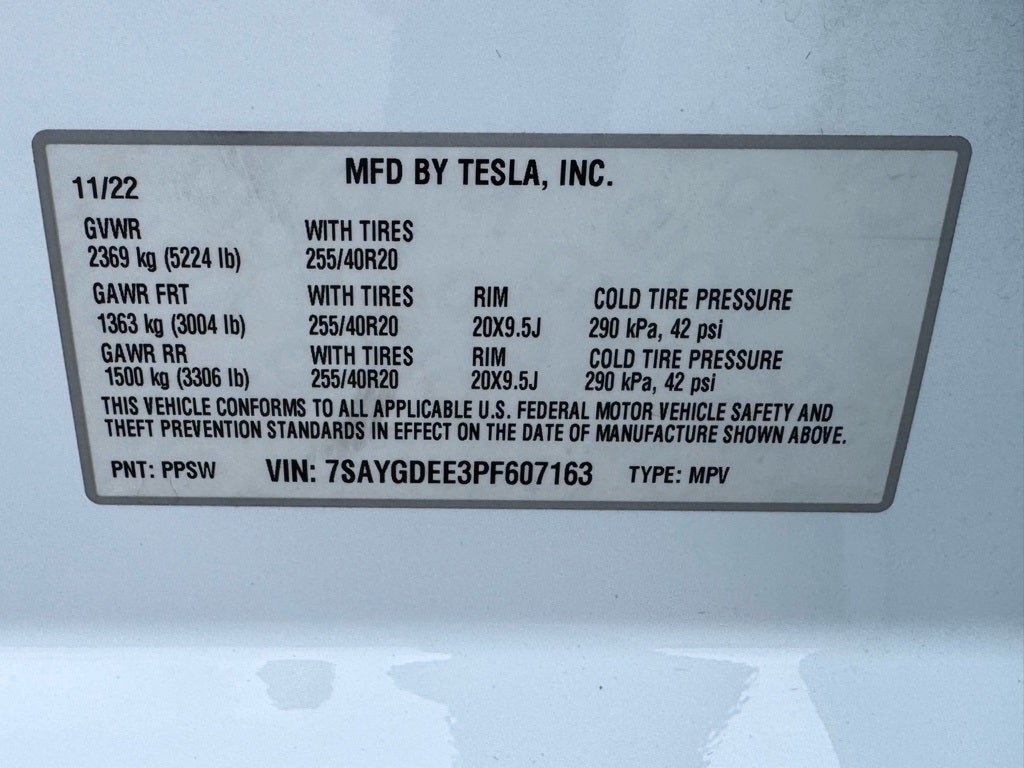 MFD BY TESLA, INC.
11/22
GVWR WITH TIRES
2369 kg (5224 lb) 255/40R20
GAWR FRT WITH TIRES RIM COLD TIRE PRESSURE
1363 kg (3004 lb) 255/40R20 20X9.5J 290 kPa, 42 psi
GAWR RR WITH TIRES RIM COLD TIRE PRESSURE
1500 kg (3306 lb) 255/40R20 20X9.5J 290 kPa, 42 psi
THIS VEHICLE CONFORMS TO ALL APPLICABLE U.S. FEDERAL MOTOR VEHICLE SAFETY AND
THEFT PREVENTION STANDARDS IN EFFECT ON THE DATE OF MANUFACTURE SHOWN ABOVE.
PNT: PPSW VIN: 7SAYGDEE3PF607163 TYPE: MPV